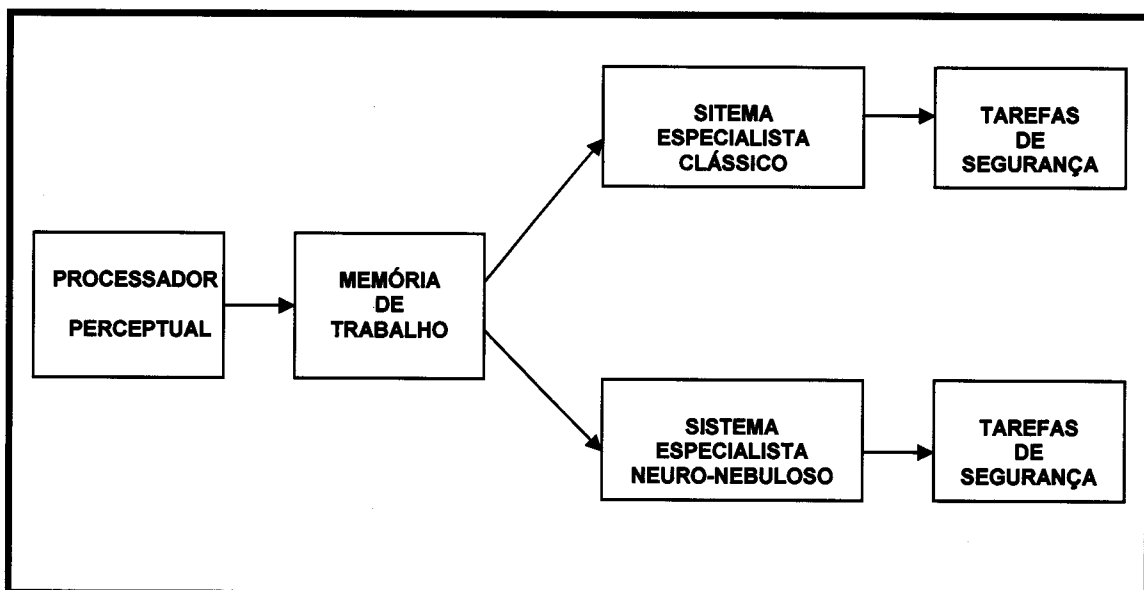 PROCESSADOR
PERCEPTUAL
MEMÓRIA
DE
TRABALHO
SITEMA
ESPECIALISTA
CLÁSSICO
TAREFAS
DE
SEGURANÇA
SISTEMA
ESPECIALISTA
NEURO-NEBULOSO
TAREFAS
DE
SEGURANÇA